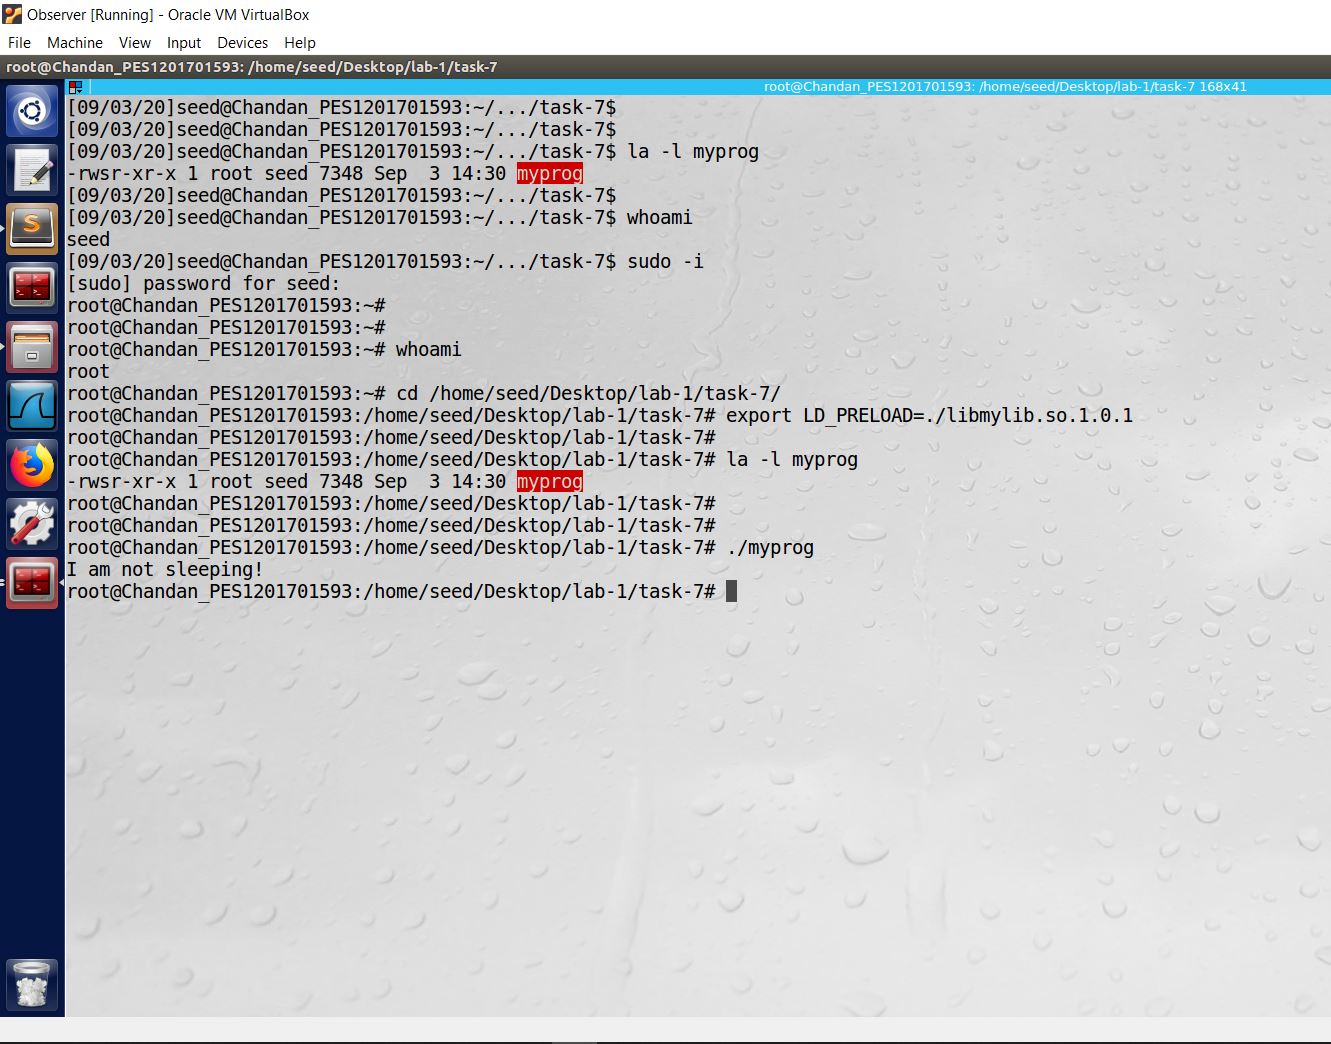 Observer [Running] - Oracle VM VirtualBox
File Machine View Input Devices Help
root@Chandan_PES1201701593: /home/seed/Desktop/lab-1/task-7
root@Chandan_PES1201701593: /home/seed/Desktop/lab-1/task-7 168x41
[09/03/20]seed@Chandan_PES1201701593:~/.../task-7$
[09/03/20]seed@Chandan_PES1201701593:~/.../task-7$
[09/03/20]seed@Chandan_PES1201701593:~/.../task-7$ la -l myprog
-rwsr-xr-x 1 root seed 7348 Sep  3 14:30 myprog
[09/03/20]seed@Chandan_PES1201701593:~/.../task-7$
[09/03/20]seed@Chandan_PES1201701593:~/.../task-7$ whoami
seed
[09/03/20]seed@Chandan_PES1201701593:~/.../task-7$ sudo -i
[sudo] password for seed:
root@Chandan_PES1201701593:~#
root@Chandan_PES1201701593:~#
root@Chandan_PES1201701593:~# whoami
root
root@Chandan_PES1201701593:~# cd /home/seed/Desktop/lab-1/task-7/
root@Chandan_PES1201701593:/home/seed/Desktop/lab-1/task-7# export LD_PRELOAD=./libmylib.so.1.0.1
root@Chandan_PES1201701593:/home/seed/Desktop/lab-1/task-7#
root@Chandan_PES1201701593:/home/seed/Desktop/lab-1/task-7# la -l myprog
-rwsr-xr-x 1 root seed 7348 Sep  3 14:30 myprog
root@Chandan_PES1201701593:/home/seed/Desktop/lab-1/task-7#
root@Chandan_PES1201701593:/home/seed/Desktop/lab-1/task-7#
root@Chandan_PES1201701593:/home/seed/Desktop/lab-1/task-7# ./myprog
I am not sleeping!
root@Chandan_PES1201701593:/home/seed/Desktop/lab-1/task-7#